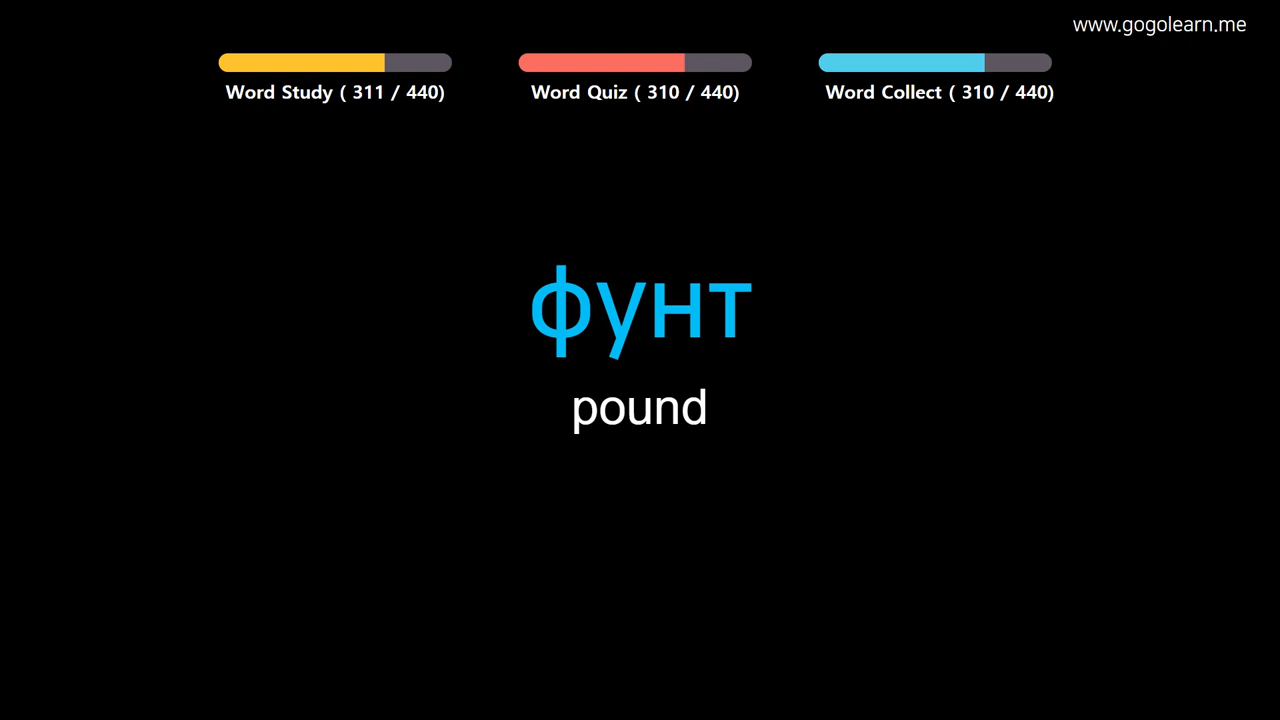 www.gogolearn.me
Word Study ( 311 / 440)
Word Quiz ( 310 / 440)
Word Collect ( 310 / 440)
фунт
pound